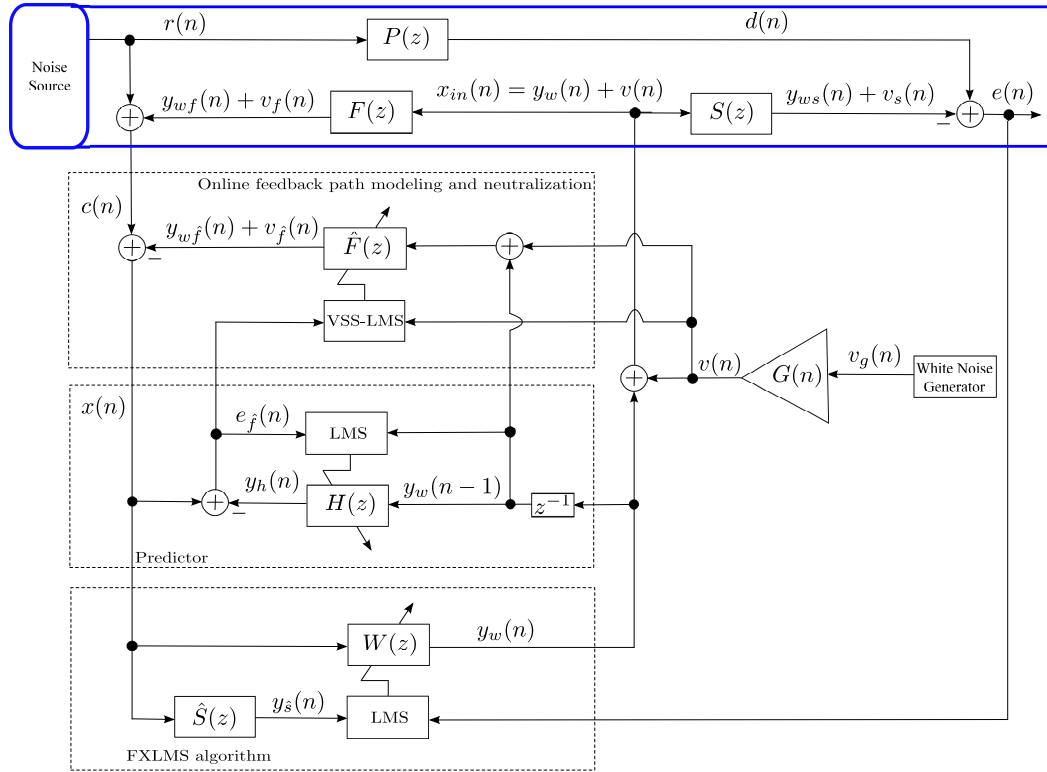 Noise
Source
r(n)
P(z)
d(n)
y_{wf}(n) + v_f(n)
F(z)
x_{in}(n) = y_w(n) + v(n)
S(z)
y_{ws}(n) + v_s(n)
e(n)
+
+
−
Online feedback path modeling and neutralization
c(n)
y_{w\hat{f}}(n) + v_{\hat{f}}(n)
\hat{F}(z)
+
−
+
VSS-LMS
v(n)
G(n)
v_g(n)
White Noise
Generator
+
x(n)
e_{\hat{f}}(n)
LMS
y_h(n)
H(z)
y_w(n−1)
z^{−1}
+
−
Predictor
W(z)
y_w(n)
\hat{S}(z)
y_{\hat{s}}(n)
LMS
FXLMS algorithm